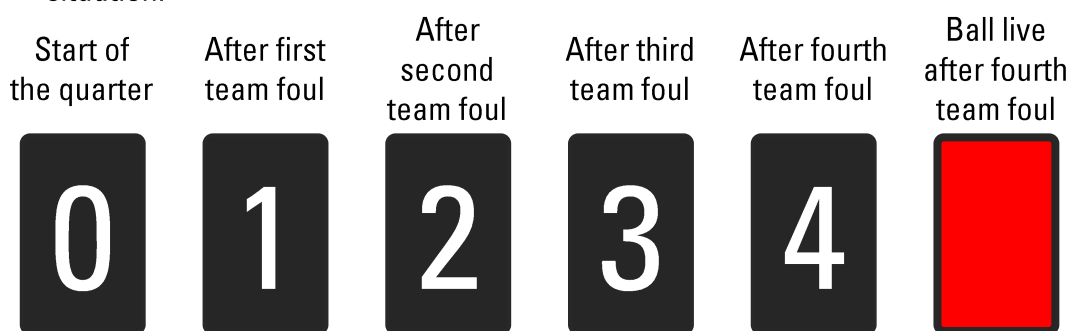 situation.
Start of
the quarter
After first
team foul
After
second
team foul
After third
team foul
After fourth
team foul
Ball live
after fourth
team foul
0
1
2
3
4